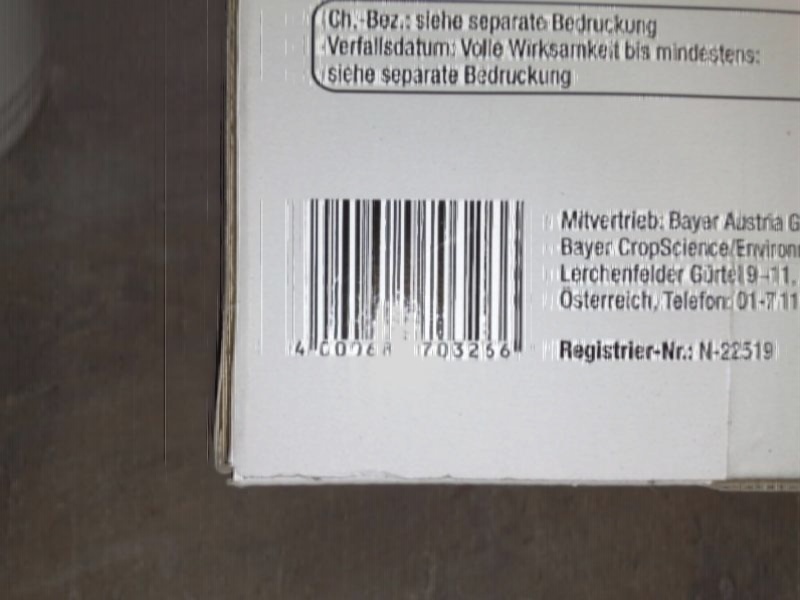 Ch.-Bez.: siehe separate Bedruckung
Verfallsdatum: Volle Wirksamkeit bis mindestens:
siehe separate Bedruckung
Mitvertrieb: Bayer Austria G
Bayer CropScience/Environ
Lerchenfelder Gürtel 9–11,
Österreich, Telefon: 01-711
Registrier-Nr.: N-22519
703256